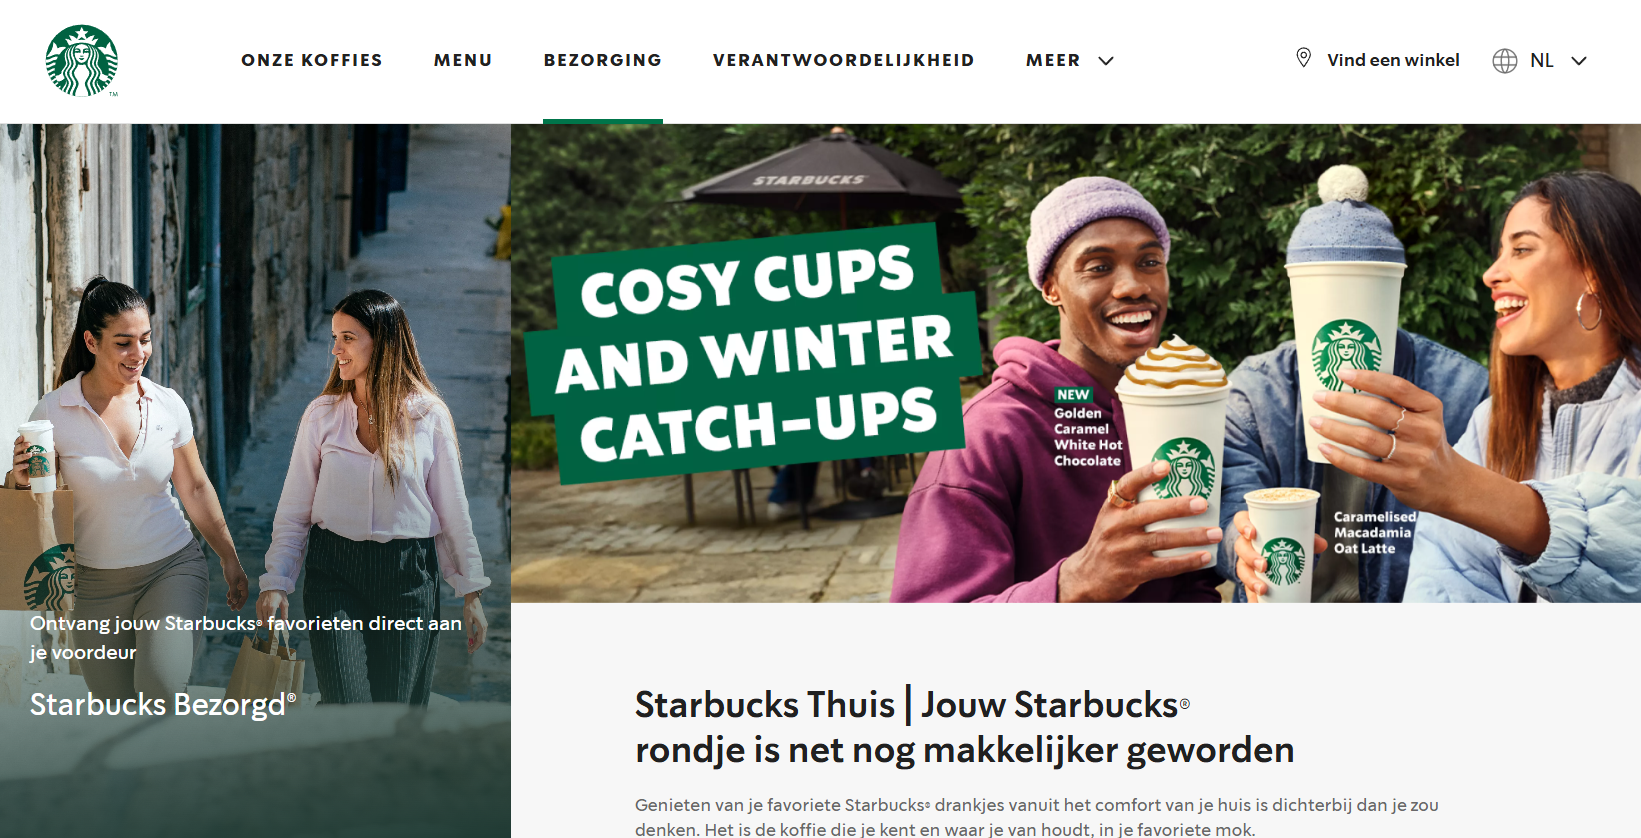 TM
ONZE KOFFIES
MENU
BEZORGING
VERANTWOORDELIJKHEID
MEER
Vind een winkel
NL
STARBUCKS
COSY CUPS
AND WINTER
CATCH-UPS
NEW
Golden
Caramel
White Hot
Chocolate
Caramelised
Macadamia
Oat Latte
Ontvang jouw Starbucks® favorieten direct aan
je voordeur
Starbucks Bezorgd®
Starbucks Thuis | Jouw Starbucks®
rondje is net nog makkelijker geworden
Genieten van je favoriete Starbucks® drankjes vanuit het comfort van je huis is dichterbij dan je zou
denken. Het is de koffie die je kent en waar je van houdt, in je favoriete mok.